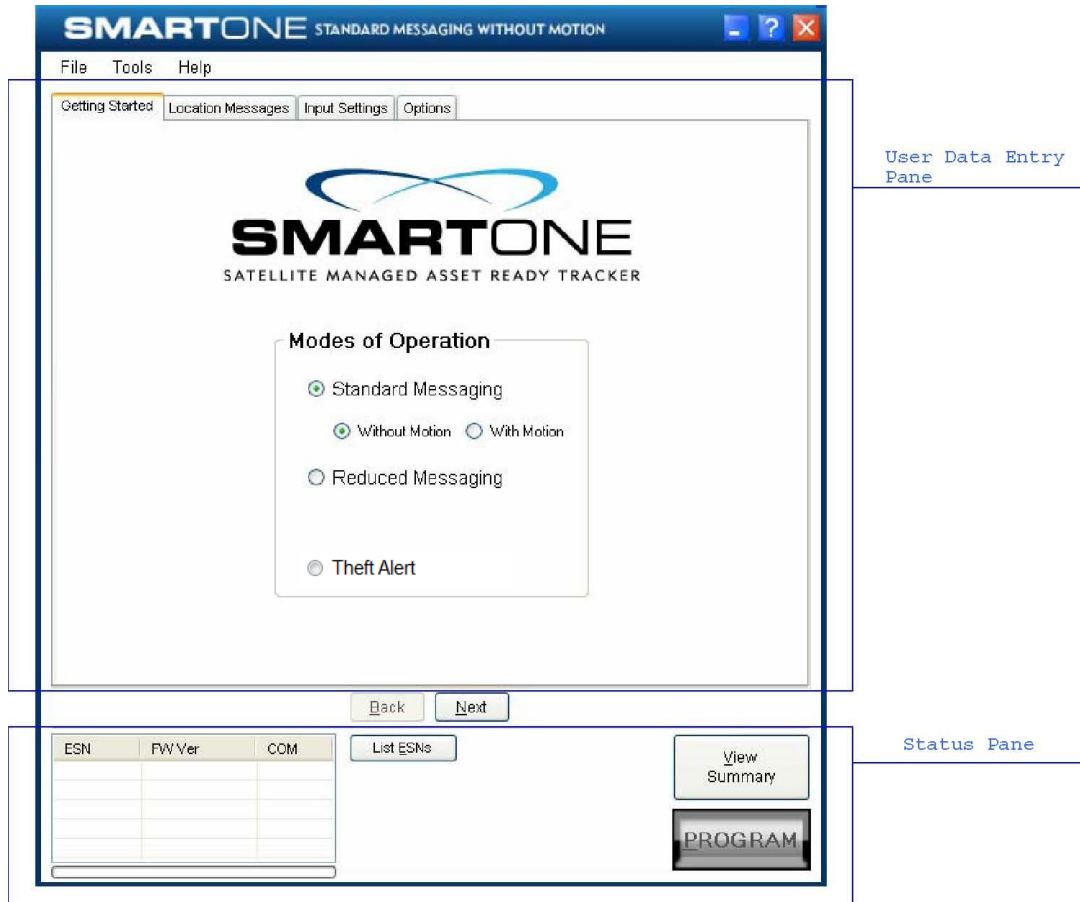 SMARTONE STANDARD MESSAGING WITHOUT MOTION
?
File Tools Help
Getting Started Location Messages Input Settings Options
User Data Entry
Pane
SMARTONE
SATELLITE MANAGED ASSET READY TRACKER
Modes of Operation
Standard Messaging
Without Motion With Motion
Reduced Messaging
Theft Alert
Back Next
ESN FW Ver COM
List ESNs
View
Summary
PROGRAM
Status Pane